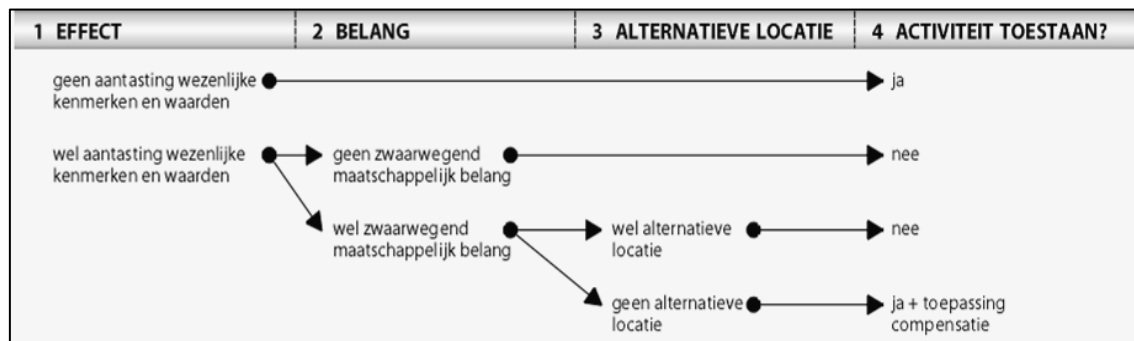 1 EFFECT
2 BELANG
3 ALTERNATIEVE LOCATIE
4 ACTIVITEIT TOESTAAN?
geen aantasting wezenlijke
kenmerken en waarden
ja
wel aantasting wezenlijke
kenmerken en waarden
geen zwaarwegend
maatschappelijk belang
nee
wel zwaarwegend
maatschappelijk belang
wel alternatieve
locatie
nee
geen alternatieve
locatie
ja + toepassing
compensatie